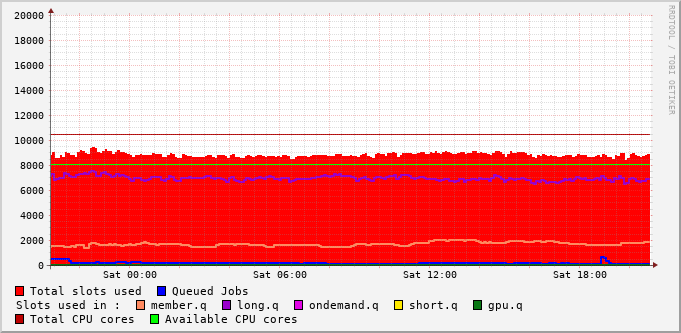 20000
18000
16000
14000
12000
10000
8000
6000
4000
2000
0
Sat 00:00 Sat 06:00 Sat 12:00 Sat 18:00
RRDTOOL / TOBI OETIKER
Total slots used Queued Jobs
Slots used in : member.q long.q ondemand.q short.q gpu.q
Total CPU cores Available CPU cores